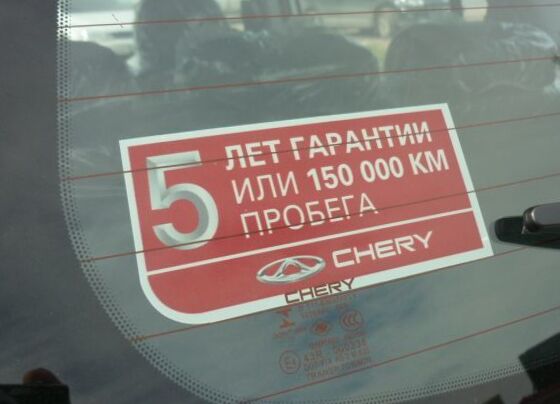 5 ЛЕТ ГАРАНТИИ
ИЛИ 150 000 КМ
ПРОБЕГА
CHERY
CHERY